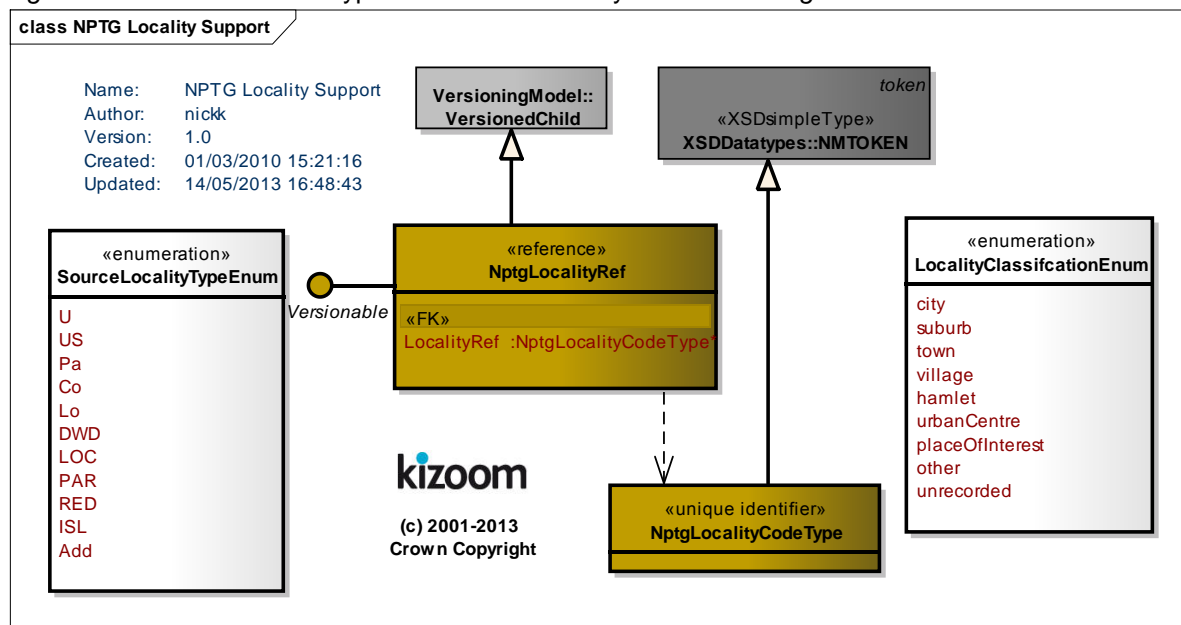 class NPTG Locality Support
Name: NPTG Locality Support
Author: nickk
Version: 1.0
Created: 01/03/2010 15:21:16
Updated: 14/05/2013 16:48:43
VersioningModel::
VersionedChild
token
«XSDsimpleType»
XSDDatatypes::NMTOKEN
«enumeration»
SourceLocalityTypeEnum
U
US
Pa
Co
Lo
DWD
LOC
PAR
RED
ISL
Add
Versionable
«reference»
NptgLocalityRef
«FK»
LocalityRef :NptgLocalityCodeType*
«enumeration»
LocalityClassifcationEnum
city
suburb
town
village
hamlet
urbanCentre
placeOfInterest
other
unrecorded
kizoom
(c) 2001-2013
Crown Copyright
«unique identifier»
NptgLocalityCodeType